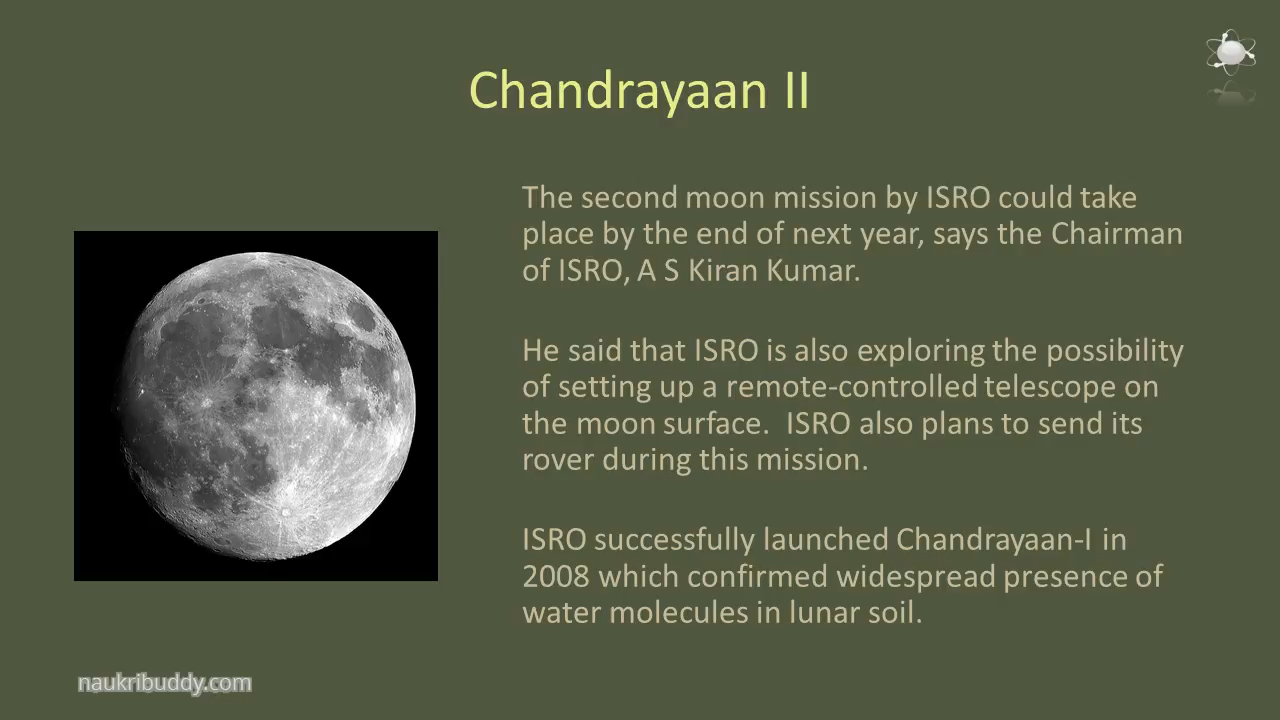 Chandrayaan II
The second moon mission by ISRO could take
place by the end of next year, says the Chairman
of ISRO, A S Kiran Kumar.
He said that ISRO is also exploring the possibility
of setting up a remote-controlled telescope on
the moon surface.  ISRO also plans to send its
rover during this mission.
ISRO successfully launched Chandrayaan-I in
2008 which confirmed widespread presence of
water molecules in lunar soil.
naukribuddy.com